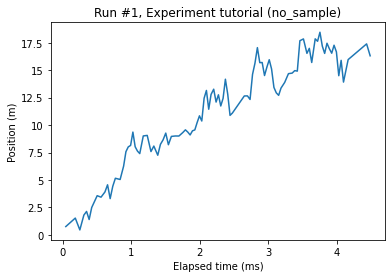 Run #1, Experiment tutorial (no_sample)
Position (m)
17.5
15
12.5
10
7.5
5
2.5
0
0 1 2 3 4
Elapsed time (ms)